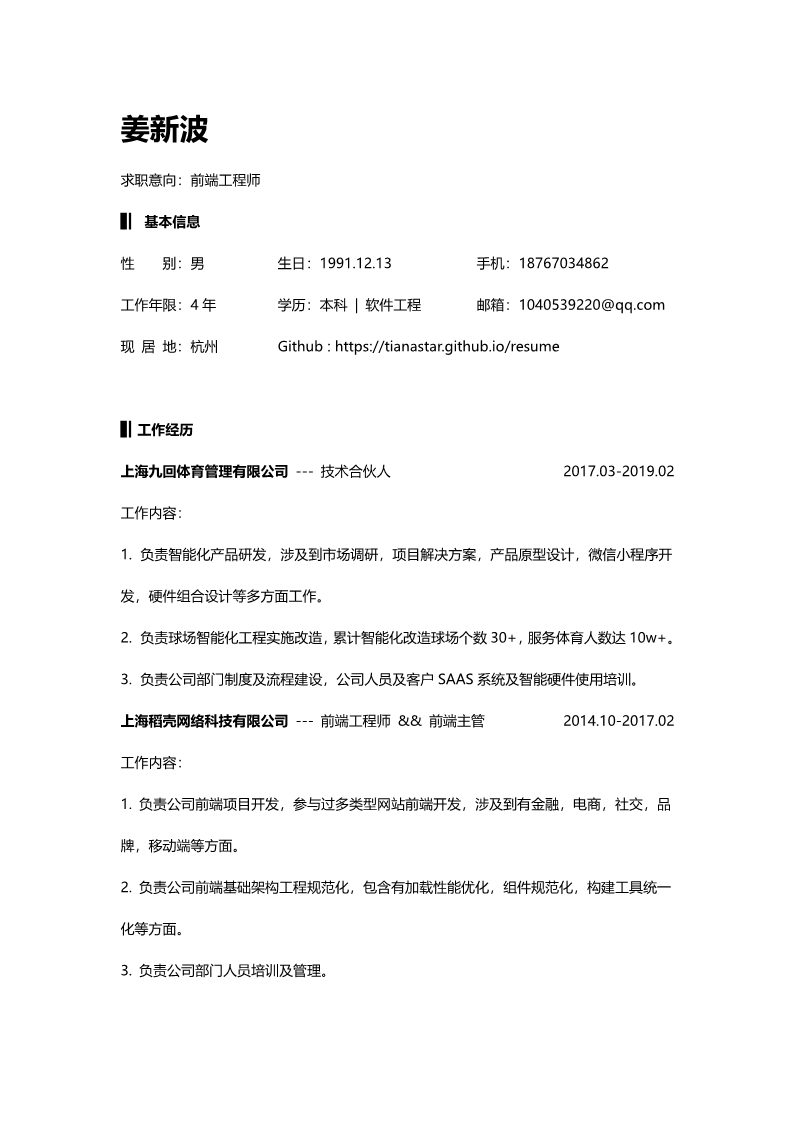 姜新波
求职意向：前端工程师
基本信息
性　　别：男　生日：1991.12.13　手机：18767034862
工作年限：4 年　学历：本科 | 软件工程　邮箱：1040539220@qq.com
现 居 地：杭州　Github : https://tianastar.github.io/resume
工作经历
上海九回体育管理有限公司 --- 技术合伙人　2017.03-2019.02
工作内容：
1. 负责智能化产品研发，涉及到市场调研，项目解决方案，产品原型设计，微信小程序开
发，硬件组合设计等多方面工作。
2. 负责球场智能化工程实施改造，累计智能化改造球场个数 30+，服务体育人数达 10w+。
3. 负责公司部门制度及流程建设，公司人员及客户 SAAS 系统及智能硬件使用培训。
上海稻壳网络科技有限公司 --- 前端工程师 && 前端主管　2014.10-2017.02
工作内容：
1. 负责公司前端项目开发，参与过多类型网站前端开发，涉及到有金融，电商，社交，品
牌，移动端等方面。
2. 负责公司前端基础架构工程规范化，包含有加载性能优化，组件规范化，构建工具统一
化等方面。
3. 负责公司部门人员培训及管理。